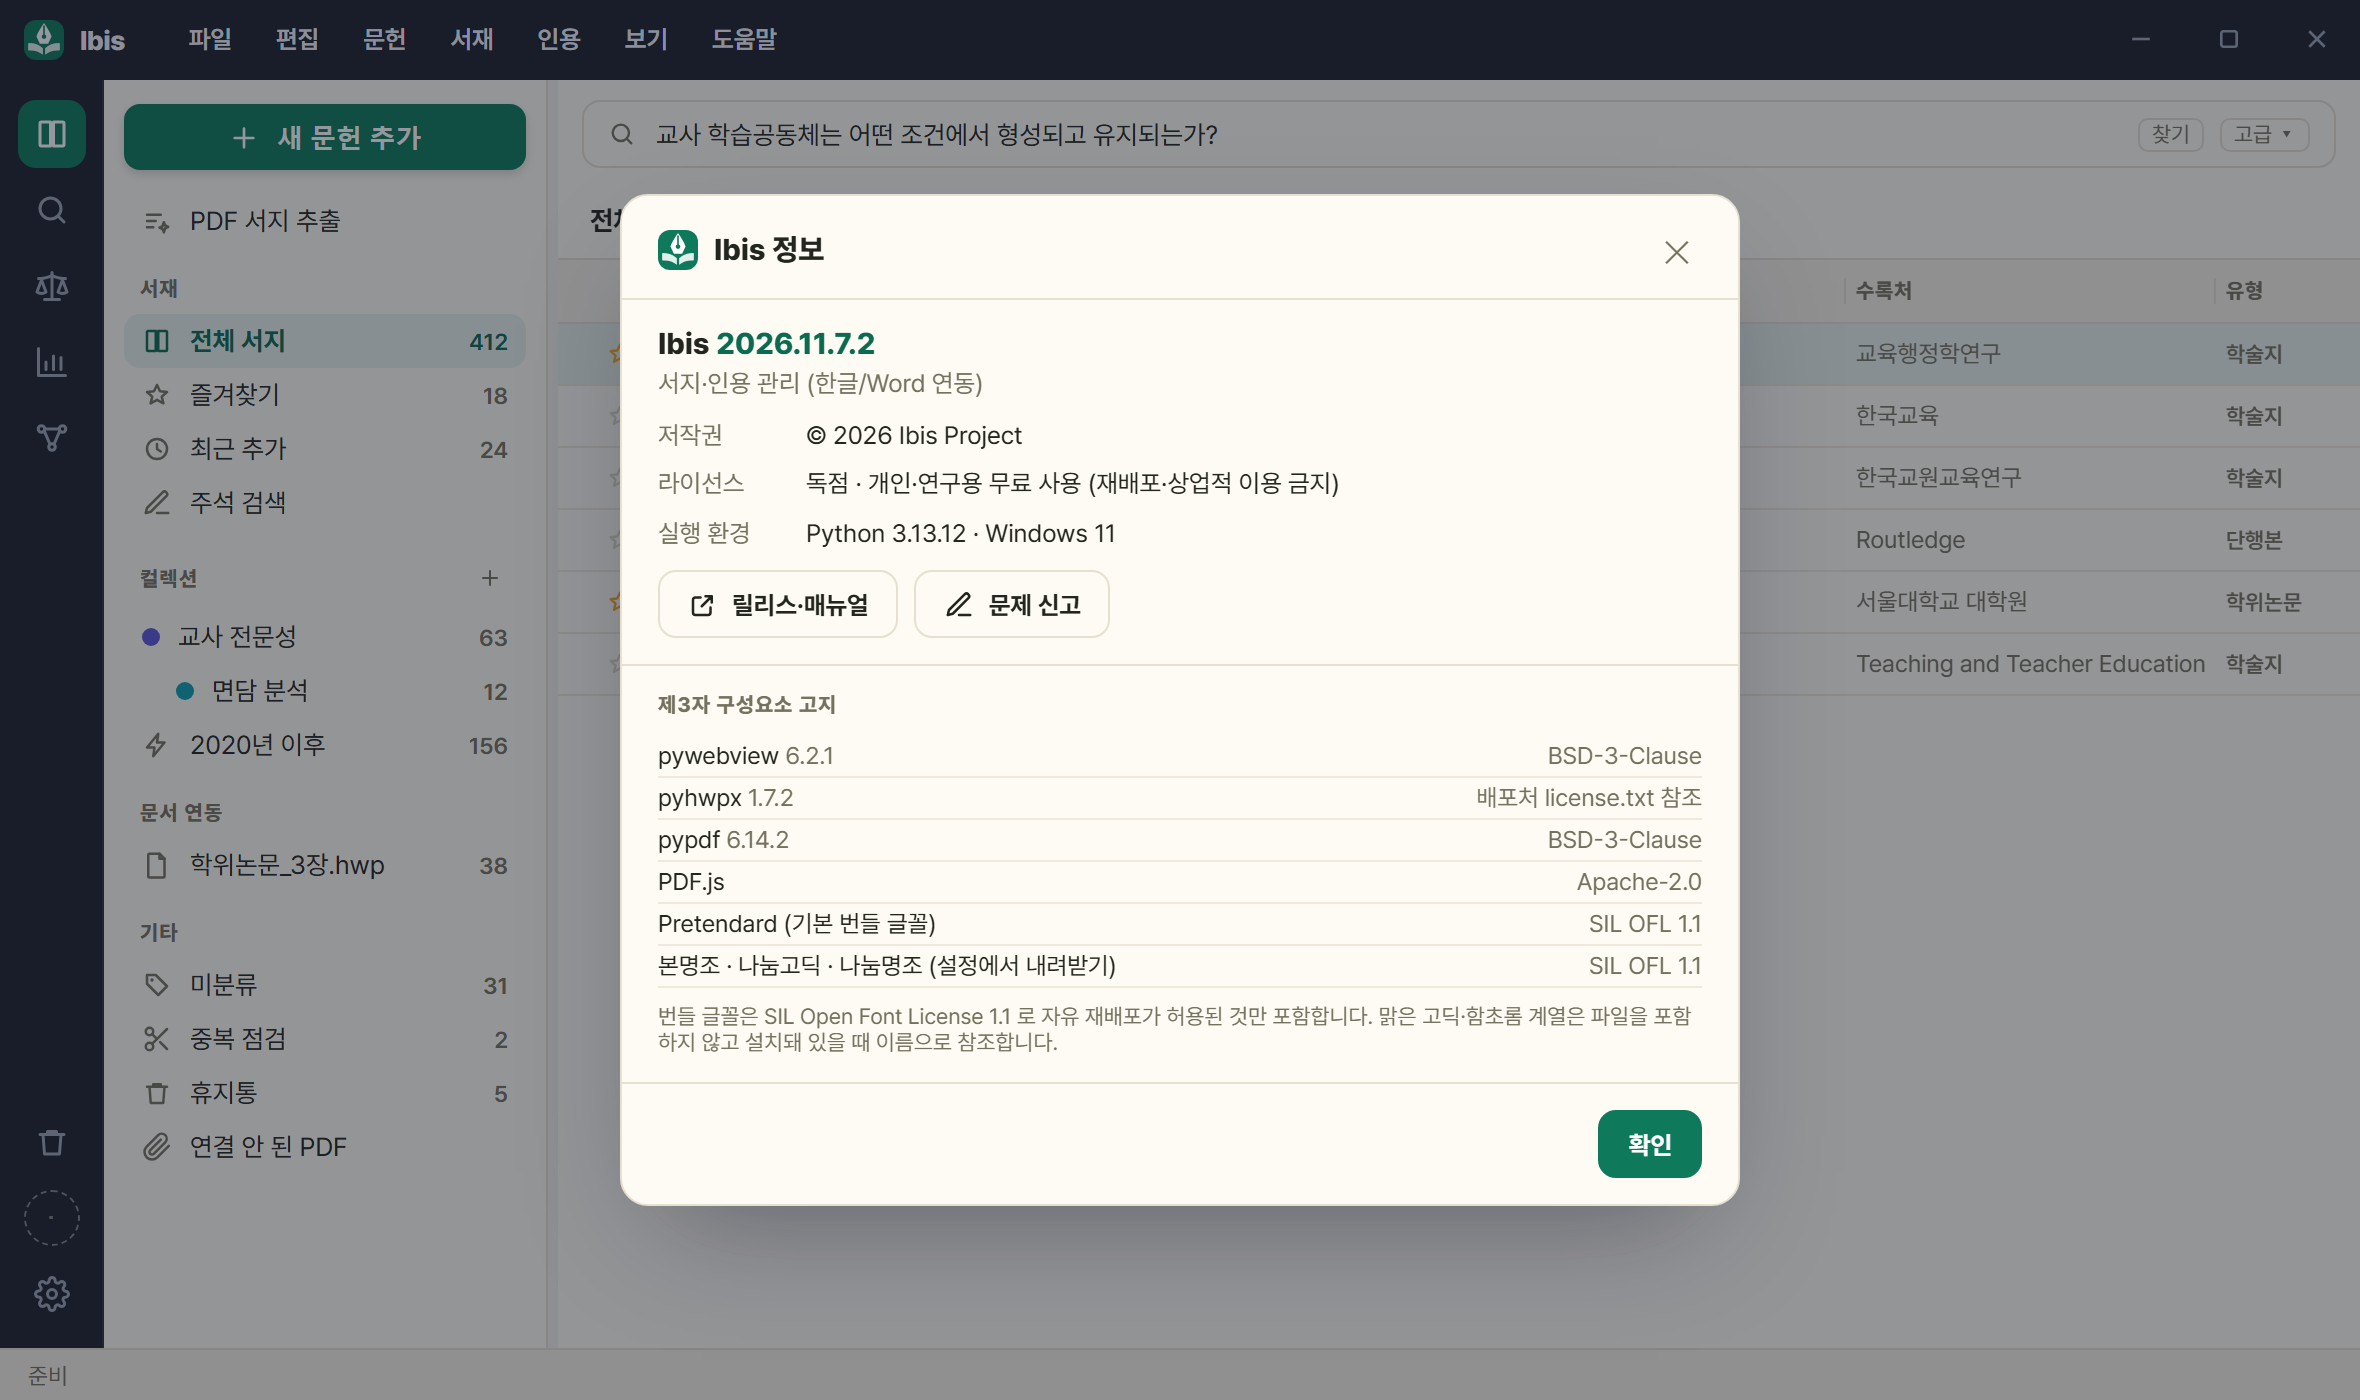 Ibis
파일 편집 문헌 서재 인용 보기 도움말
새 문헌 추가
PDF 서지 추출
서재
전체 서지 412
즐겨찾기 18
최근 추가 24
주석 검색
컬렉션
교사 전문성 63
면담 분석 12
2020년 이후 156
문서 연동
학위논문_3장.hwp 38
기타
미분류 31
중복 점검 2
휴지통 5
연결 안 된 PDF
준비
교사 학습공동체는 어떤 조건에서 형성되고 유지되는가? 찾기 고급
수록처 유형
교육행정학연구 학술지
한국교육 학술지
한국교원교육연구 학술지
Routledge 단행본
서울대학교 대학원 학위논문
Teaching and Teacher Education 학술지
Ibis 정보
Ibis 2026.11.7.2
서지·인용 관리 (한글/Word 연동)
저작권 © 2026 Ibis Project
라이선스 독점 · 개인·연구용 무료 사용 (재배포·상업적 이용 금지)
실행 환경 Python 3.13.12 · Windows 11
릴리스·매뉴얼 문제 신고
제3자 구성요소 고지
pywebview 6.2.1 BSD-3-Clause
pyhwpx 1.7.2 배포처 license.txt 참조
pypdf 6.14.2 BSD-3-Clause
PDF.js Apache-2.0
Pretendard (기본 번들 글꼴) SIL OFL 1.1
본명조 · 나눔고딕 · 나눔명조 (설정에서 내려받기) SIL OFL 1.1
번들 글꼴은 SIL Open Font License 1.1 로 자유 재배포가 허용된 것만 포함합니다. 맑은 고딕·함초롬 계열은 파일을 포함
하지 않고 설치돼 있을 때 이름으로 참조합니다.
확인